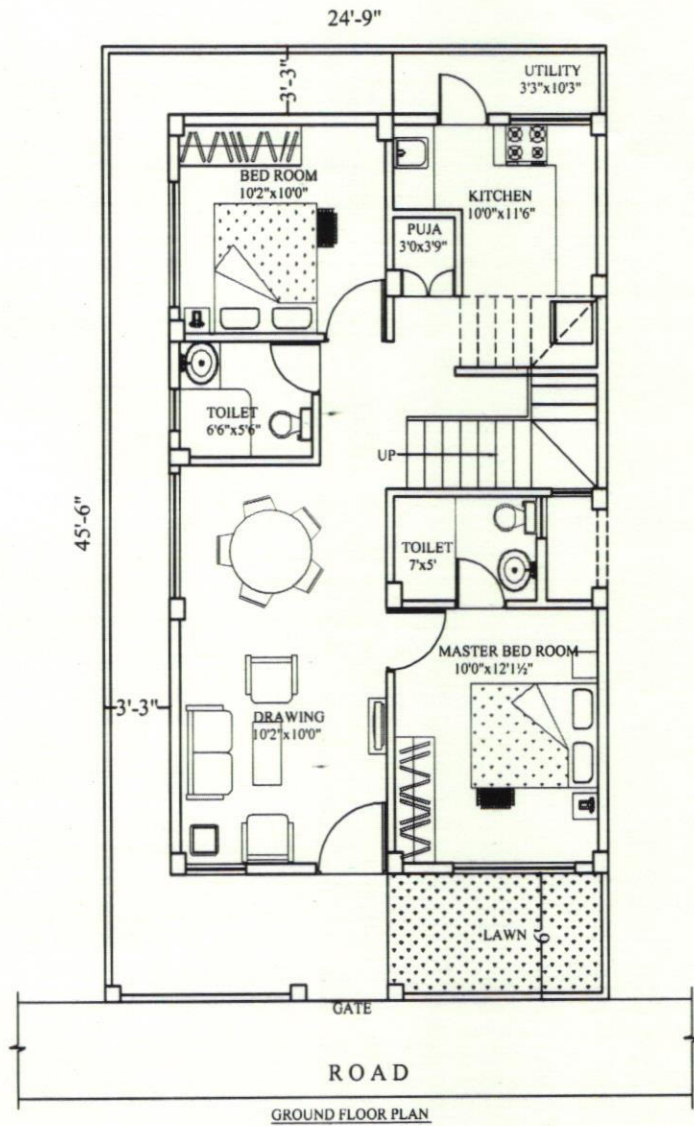 24'-9"
3'-3"
UTILITY
3'3"x10'3"
BED ROOM
10'2"x10'0"
KITCHEN
10'0"x11'6"
PUJA
3'0x3'9"
TOILET
6'6"x5'6"
UP
45'-6"
TOILET
7'x5'
MASTER BED ROOM
10'0"x12'1½"
3'-3"
DRAWING
10'2"x10'0"
LAWN
6'
GATE
ROAD
GROUND FLOOR PLAN